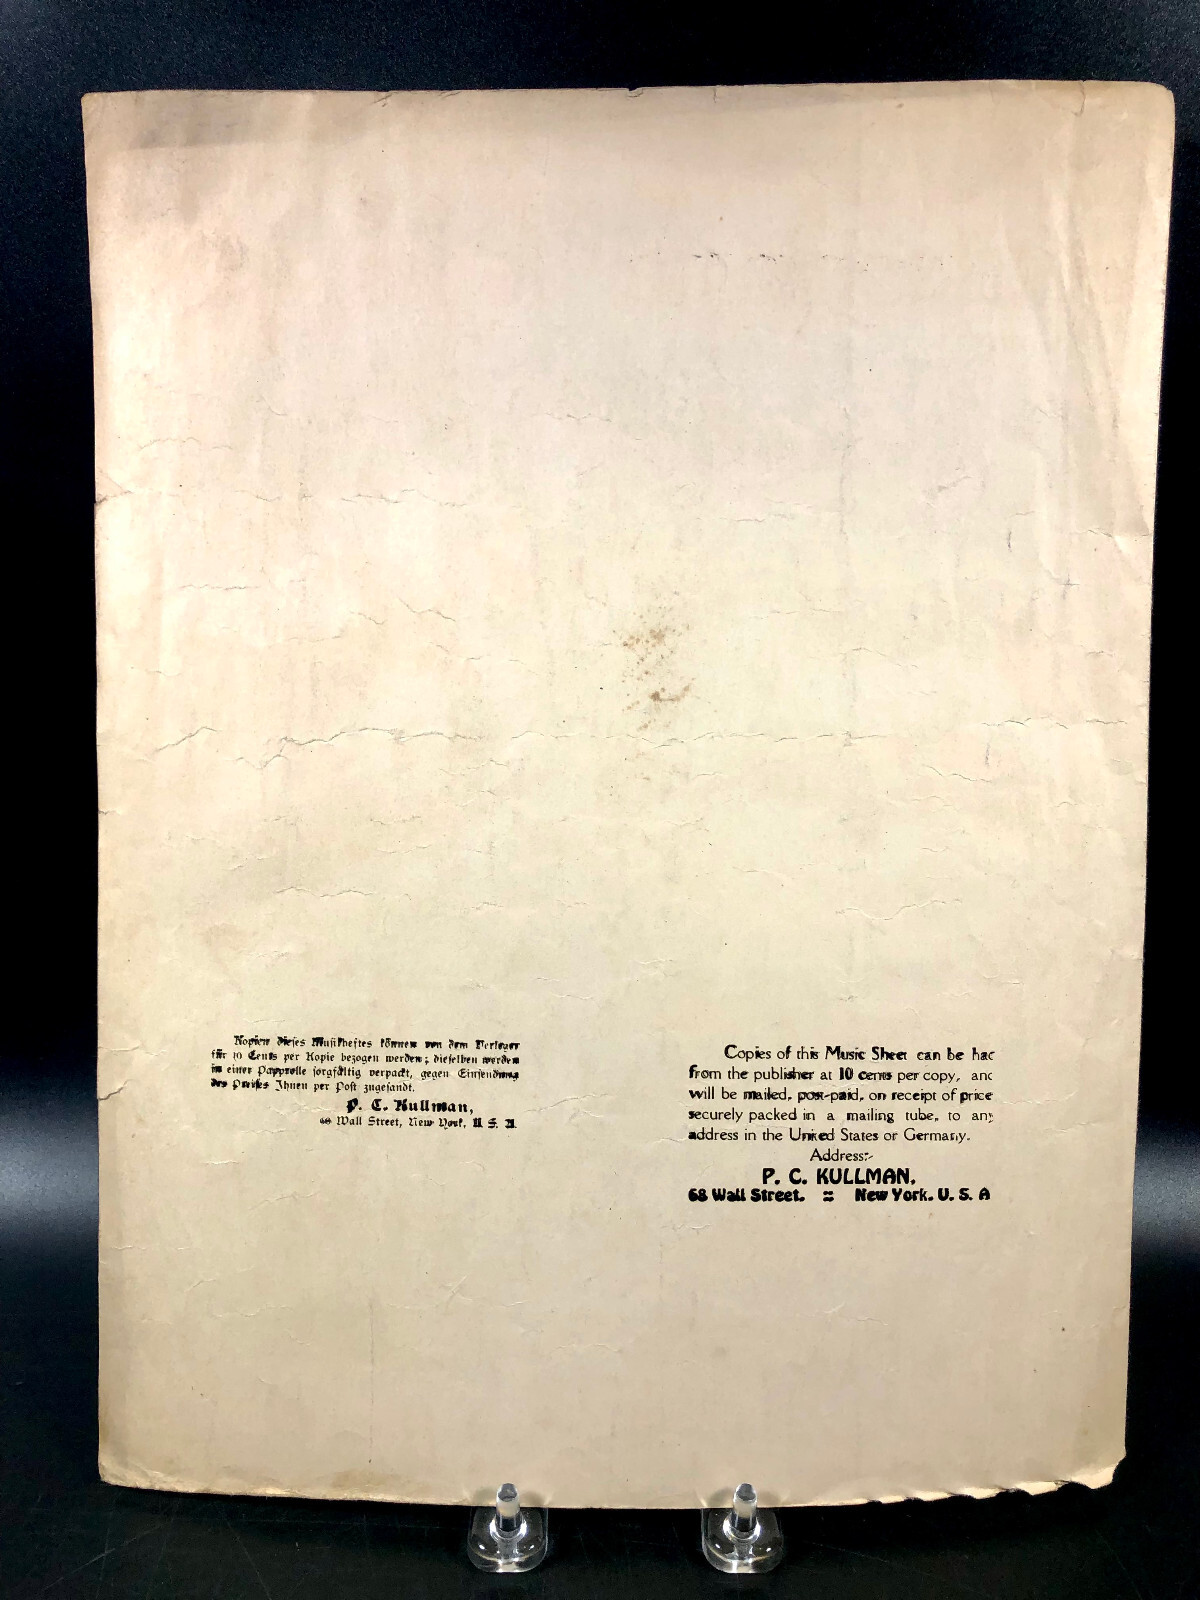 Kopien dieses Musikheftes können von dem Verleger
für 10 Cents per Kopie bezogen werden; dieselben werden
in einer Papprolle sorgfältig verpackt, gegen Einsendung
des Preises Ihnen per Post zugesandt.
P. C. Kullman,
68 Wall Street, New York, U. S. A.
Copies of this Music Sheet can be had
from the publisher at 10 cents per copy, and
will be mailed, post-paid, on receipt of price
securely packed in a mailing tube, to any
address in the United States or Germany.
Address:-
P. C. KULLMAN,
68 Wall Street. :: New York. U. S. A